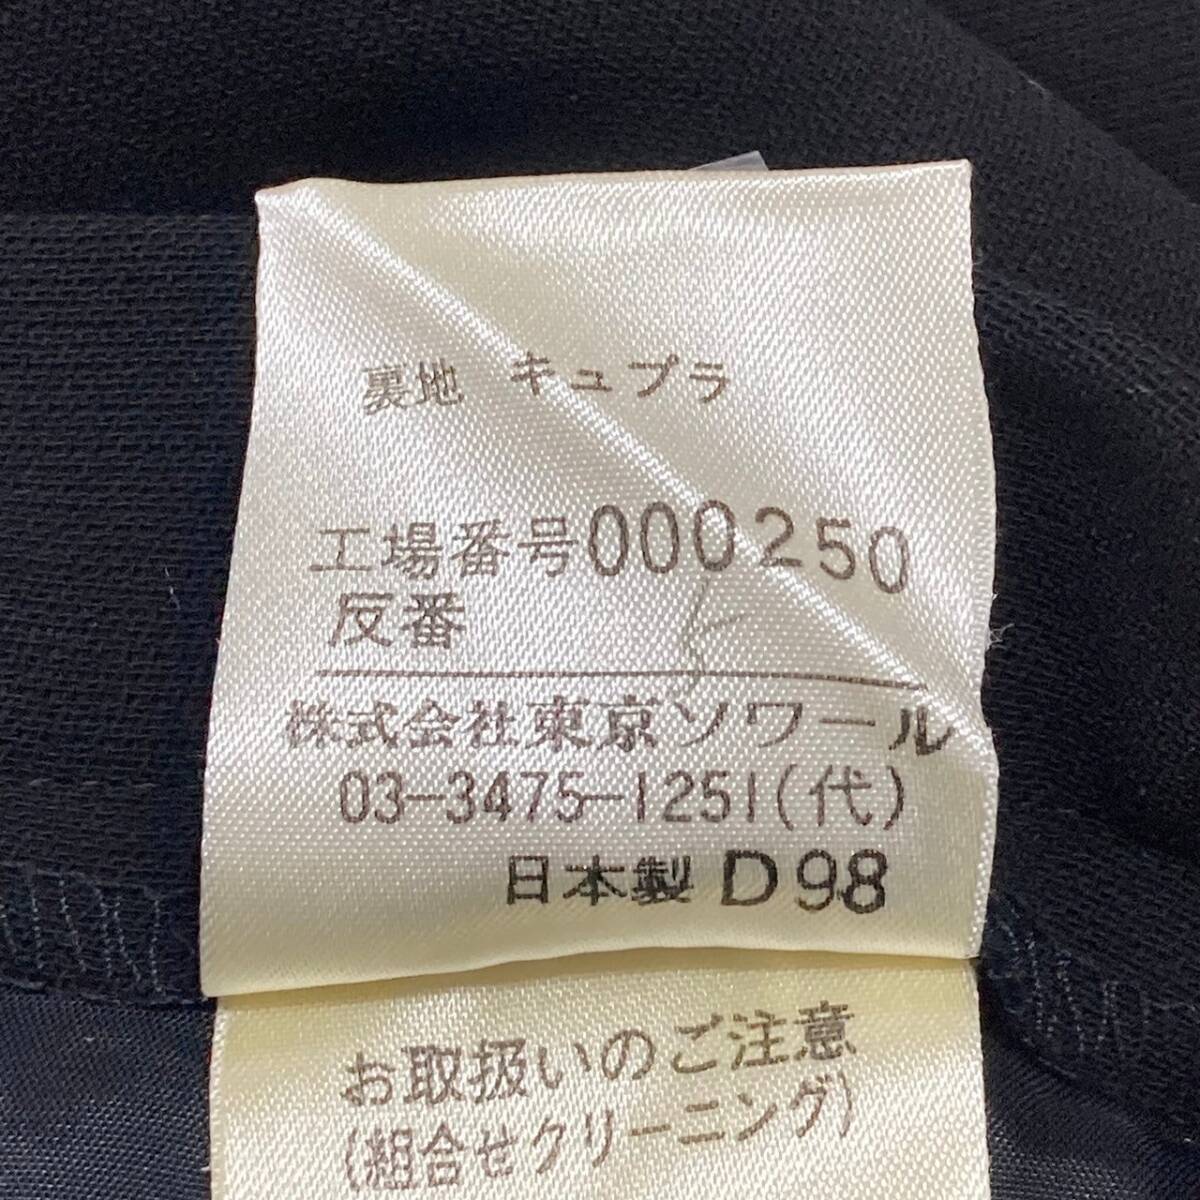 裏地 キュプラ
工場番号000250
反番
株式会社東京ソワール
03-3475-1251(代)
日本製 D98
お取扱いのご注意
(組合せクリーニング)